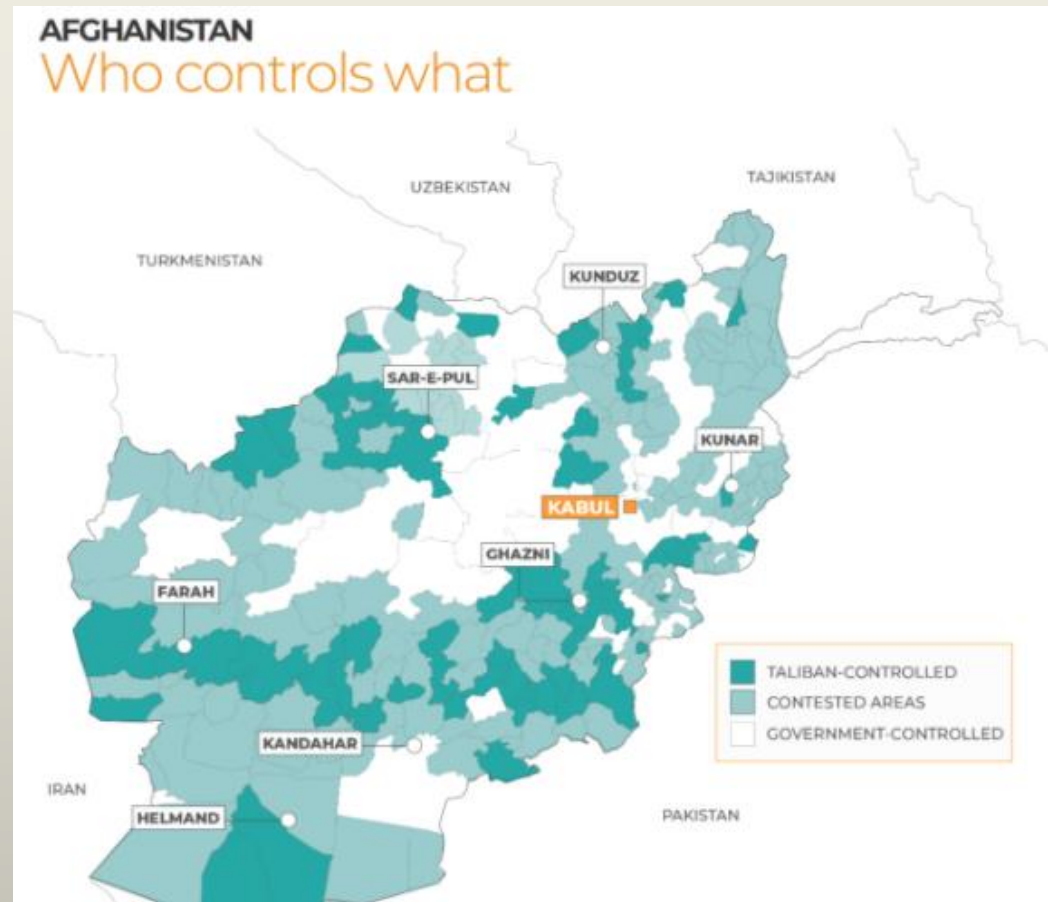 AFGHANISTAN
Who controls what
UZBEKISTAN
TAJIKISTAN
TURKMENISTAN
KUNDUZ
SAR-E-PUL
KUNAR
KABUL
GHAZNI
FARAH
TALIBAN-CONTROLLED
CONTESTED AREAS
GOVERNMENT-CONTROLLED
KANDAHAR
IRAN
HELMAND
PAKISTAN